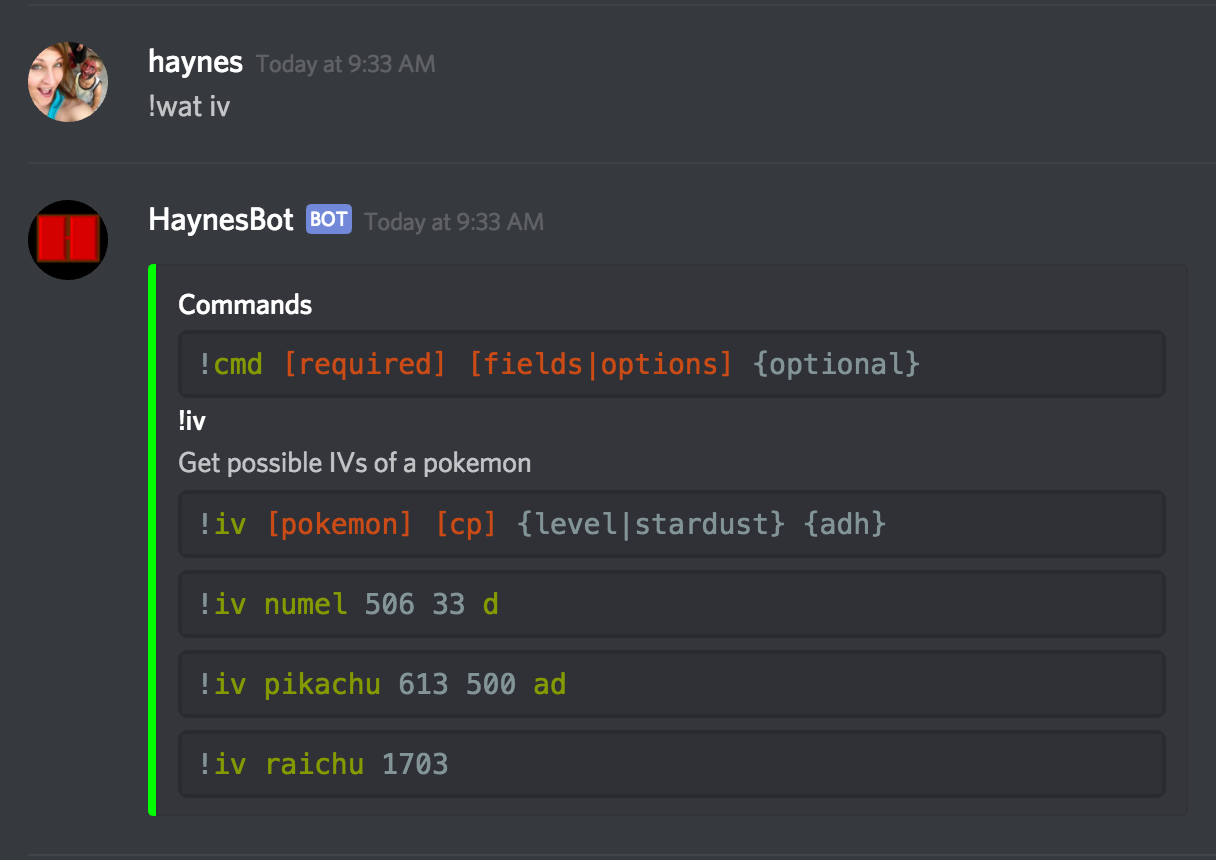 haynes Today at 9:33 AM
!wat iv
HaynesBot BOT Today at 9:33 AM
Commands
!cmd [required] [fields|options] {optional}
!iv
Get possible IVs of a pokemon
!iv [pokemon] [cp] {level|stardust} {adh}
!iv numel 506 33 d
!iv pikachu 613 500 ad
!iv raichu 1703